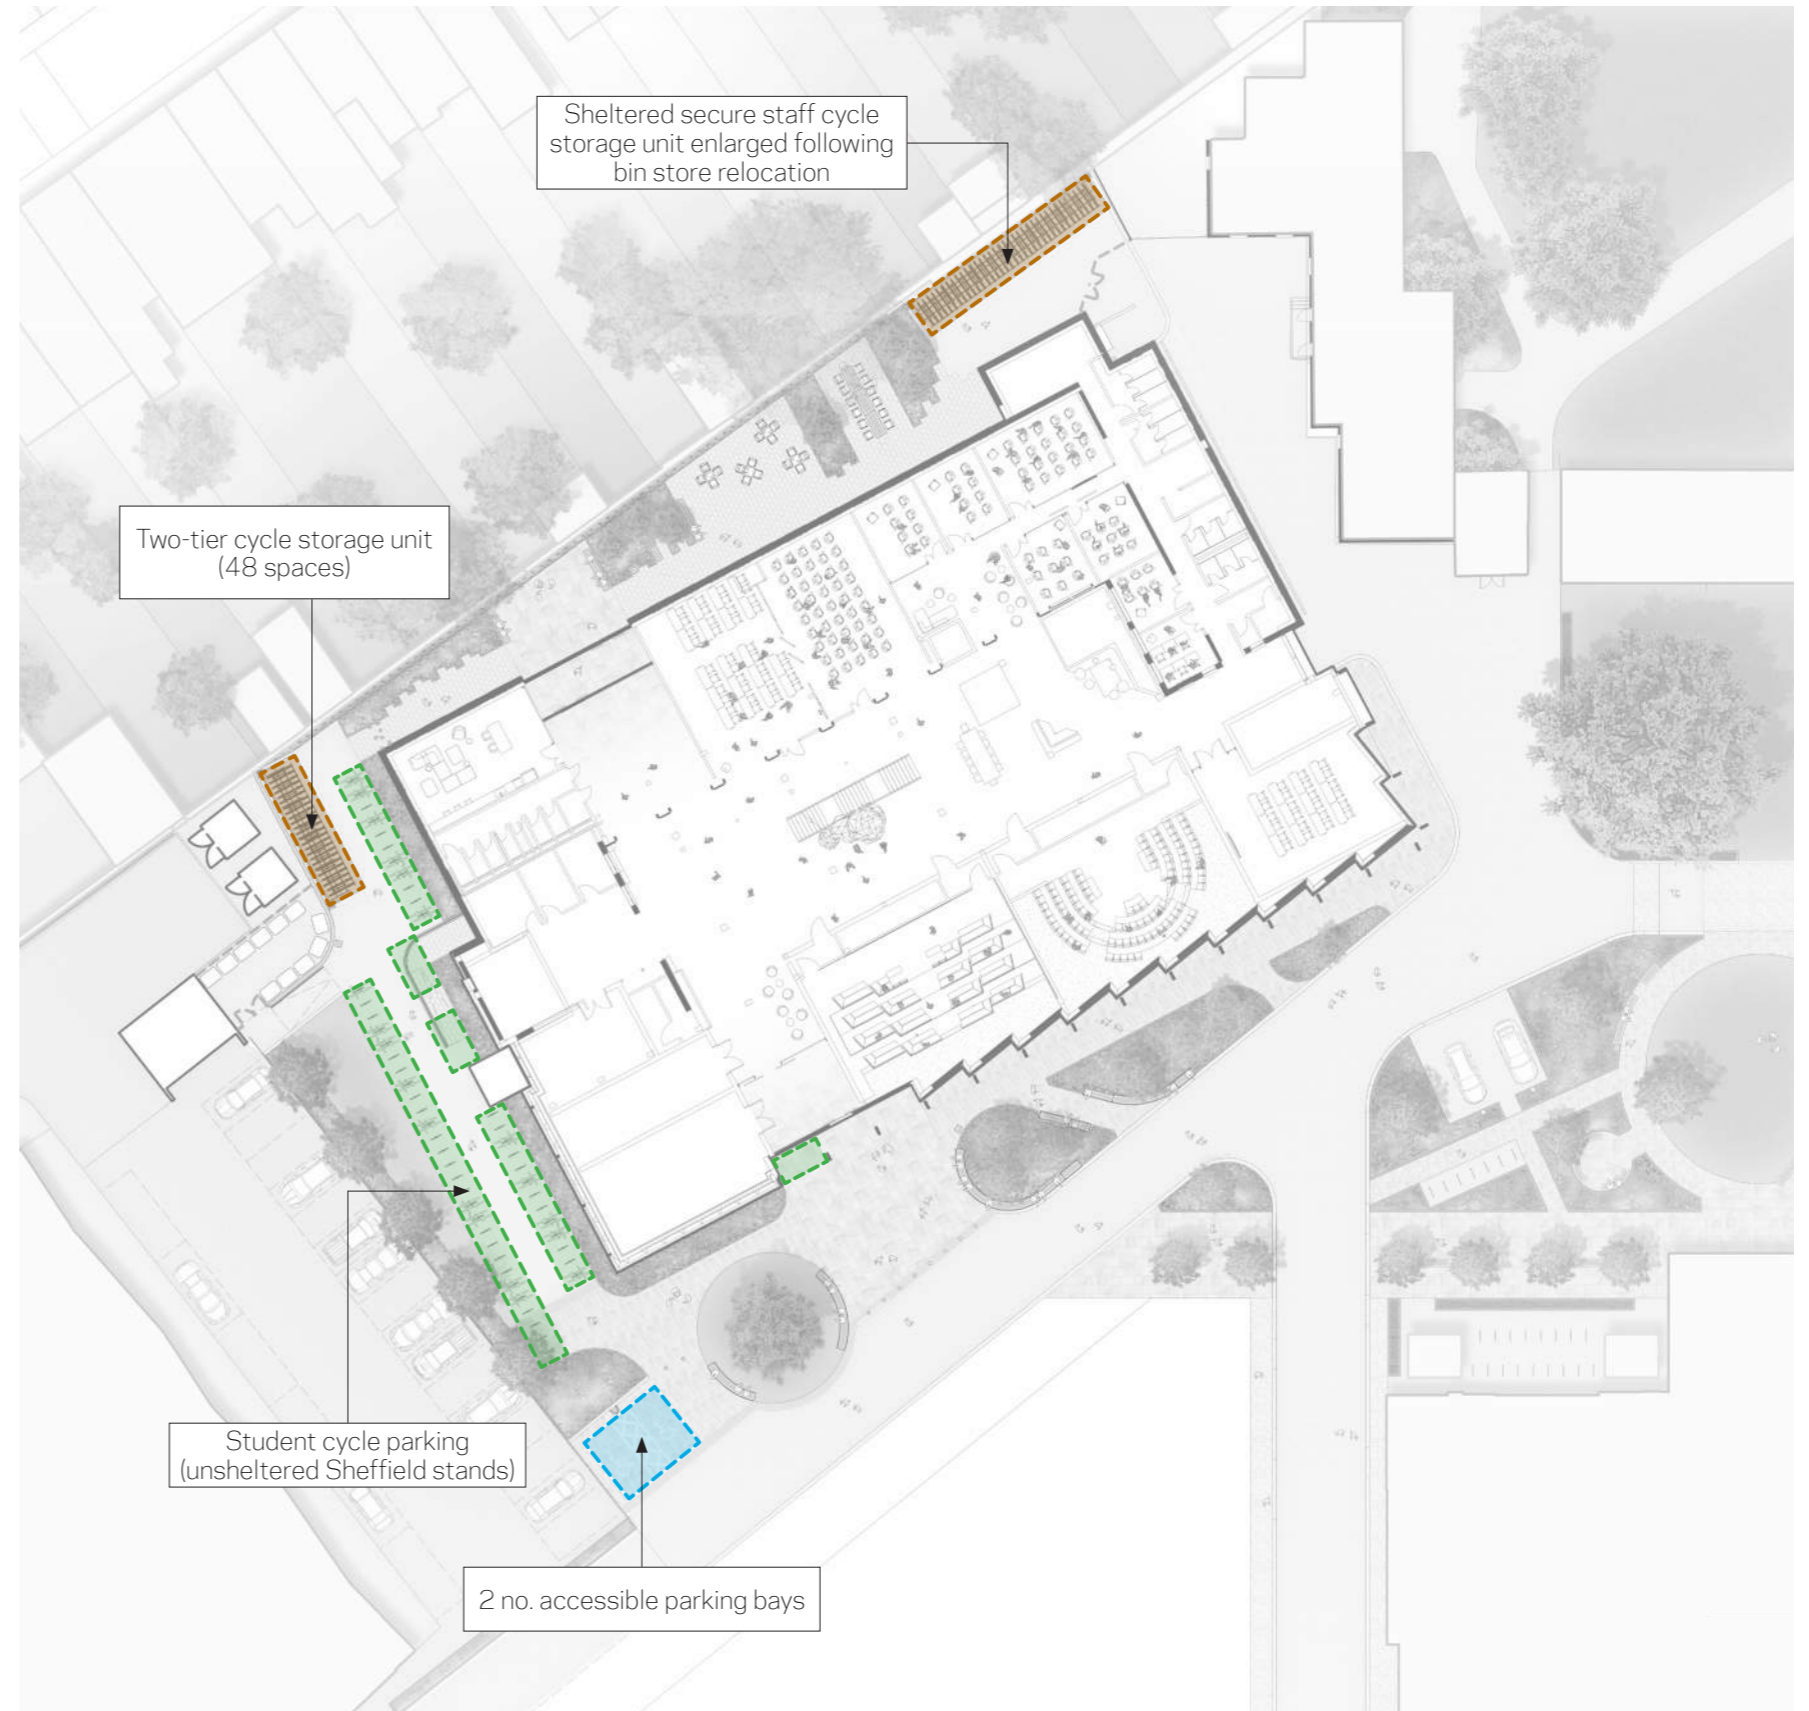 Sheltered secure staff cycle
storage unit enlarged following
bin store relocation
Two-tier cycle storage unit
(48 spaces)
Student cycle parking
(unsheltered Sheffield stands)
2 no. accessible parking bays